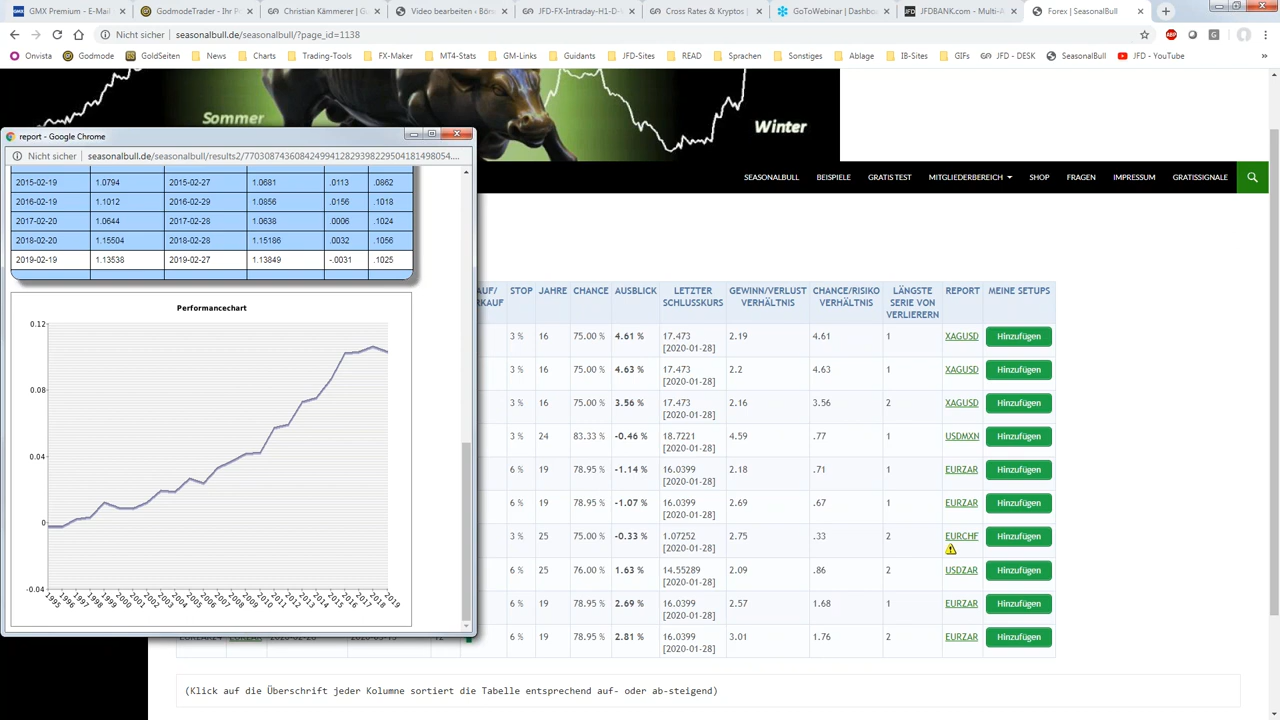 GMX Premium - E-Mail
GodmodeTrader - Ihr P
Christian Kämmerer | G
Video bearbeiten ‹ Börs
JFD-FX-Intraday-H1-D-V
Cross Rates & Kryptos |
GoToWebinar | Dashbo
JFDBANK.com - Multi-A
Forex | SeasonalBull
Nicht sicher | seasonalbull.de/seasonalbull/?page_id=1138
Onvista Godmode GoldSeiten News Charts Trading-Tools FX-Maker MT4-Stats GM-Links Guidants JFD-Sites READ Sprachen Sonstiges Ablage IB-Sites GIFs JFD - DESK SeasonalBull JFD - YouTube »
Sommer
Winter
SEASONALBULL BEISPIELE GRATIS TEST MITGLIEDERBEREICH SHOP FRAGEN IMPRESSUM GRATISSIGNALE
report - Google Chrome
Nicht sicher | seasonalbull.de/seasonalbull/results2/77030874360842499412829398229504181498054....
2015-02-19 1.0794 2015-02-27 1.0681 .0113 .0862
2016-02-19 1.1012 2016-02-29 1.0856 .0156 .1018
2017-02-20 1.0644 2017-02-28 1.0638 .0006 .1024
2018-02-20 1.15504 2018-02-28 1.15186 .0032 .1056
2019-02-19 1.13538 2019-02-27 1.13849 -.0031 .1025
Performancechart
0.12
0.08
0.04
0
-0.04
1995 1996 1997 1998 1999 2000 2001 2002 2003 2004 2005 2006 2007 2008 2009 2010 2011 2012 2013 2014 2015 2016 2017 2018 2019
AUF/ STOP JAHRE CHANCE AUSBLICK LETZTER GEWINN/VERLUST CHANCE/RISIKO LÄNGSTE REPORT MEINE SETUPS
KAUF SCHLUSSKURS VERHÄLTNIS VERHÄLTNIS SERIE VON
VERLIERERN
3 % 16 75.00 % 4.61 % 17.473 2.19 4.61 1 XAGUSD Hinzufügen
[2020-01-28]
3 % 16 75.00 % 4.63 % 17.473 2.2 4.63 1 XAGUSD Hinzufügen
[2020-01-28]
3 % 16 75.00 % 3.56 % 17.473 2.16 3.56 2 XAGUSD Hinzufügen
[2020-01-28]
3 % 24 83.33 % -0.46 % 18.7221 4.59 .77 1 USDMXN Hinzufügen
[2020-01-28]
6 % 19 78.95 % -1.14 % 16.0399 2.18 .71 1 EURZAR Hinzufügen
[2020-01-28]
6 % 19 78.95 % -1.07 % 16.0399 2.69 .67 1 EURZAR Hinzufügen
[2020-01-28]
3 % 25 75.00 % -0.33 % 1.07252 2.75 .33 2 EURCHF Hinzufügen
[2020-01-28]
6 % 25 76.00 % 1.63 % 14.55289 2.09 .86 2 USDZAR Hinzufügen
[2020-01-28]
6 % 19 78.95 % 2.69 % 16.0399 2.57 1.68 1 EURZAR Hinzufügen
[2020-01-28]
6 % 19 78.95 % 2.81 % 16.0399 3.01 1.76 2 EURZAR Hinzufügen
[2020-01-28]
(Klick auf die Überschrift jeder Kolumne sortiert die Tabelle entsprechend auf- oder ab-steigend)